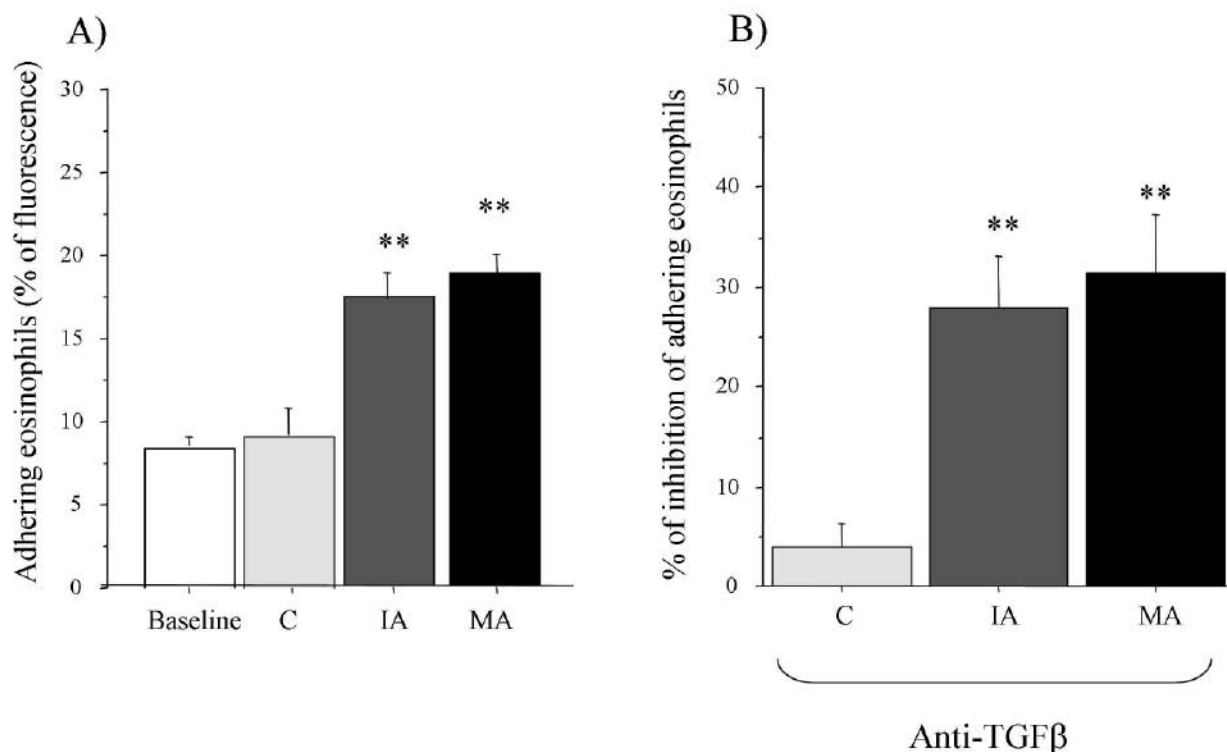 A)
Adhering eosinophils (% of fluorescence)
30
25
20
15
10
5
0
**
**
Baseline
C
IA
MA
B)
% of inhibition of adhering eosinophils
50
40
30
20
10
0
**
**
C
IA
MA
Anti-TGFβ